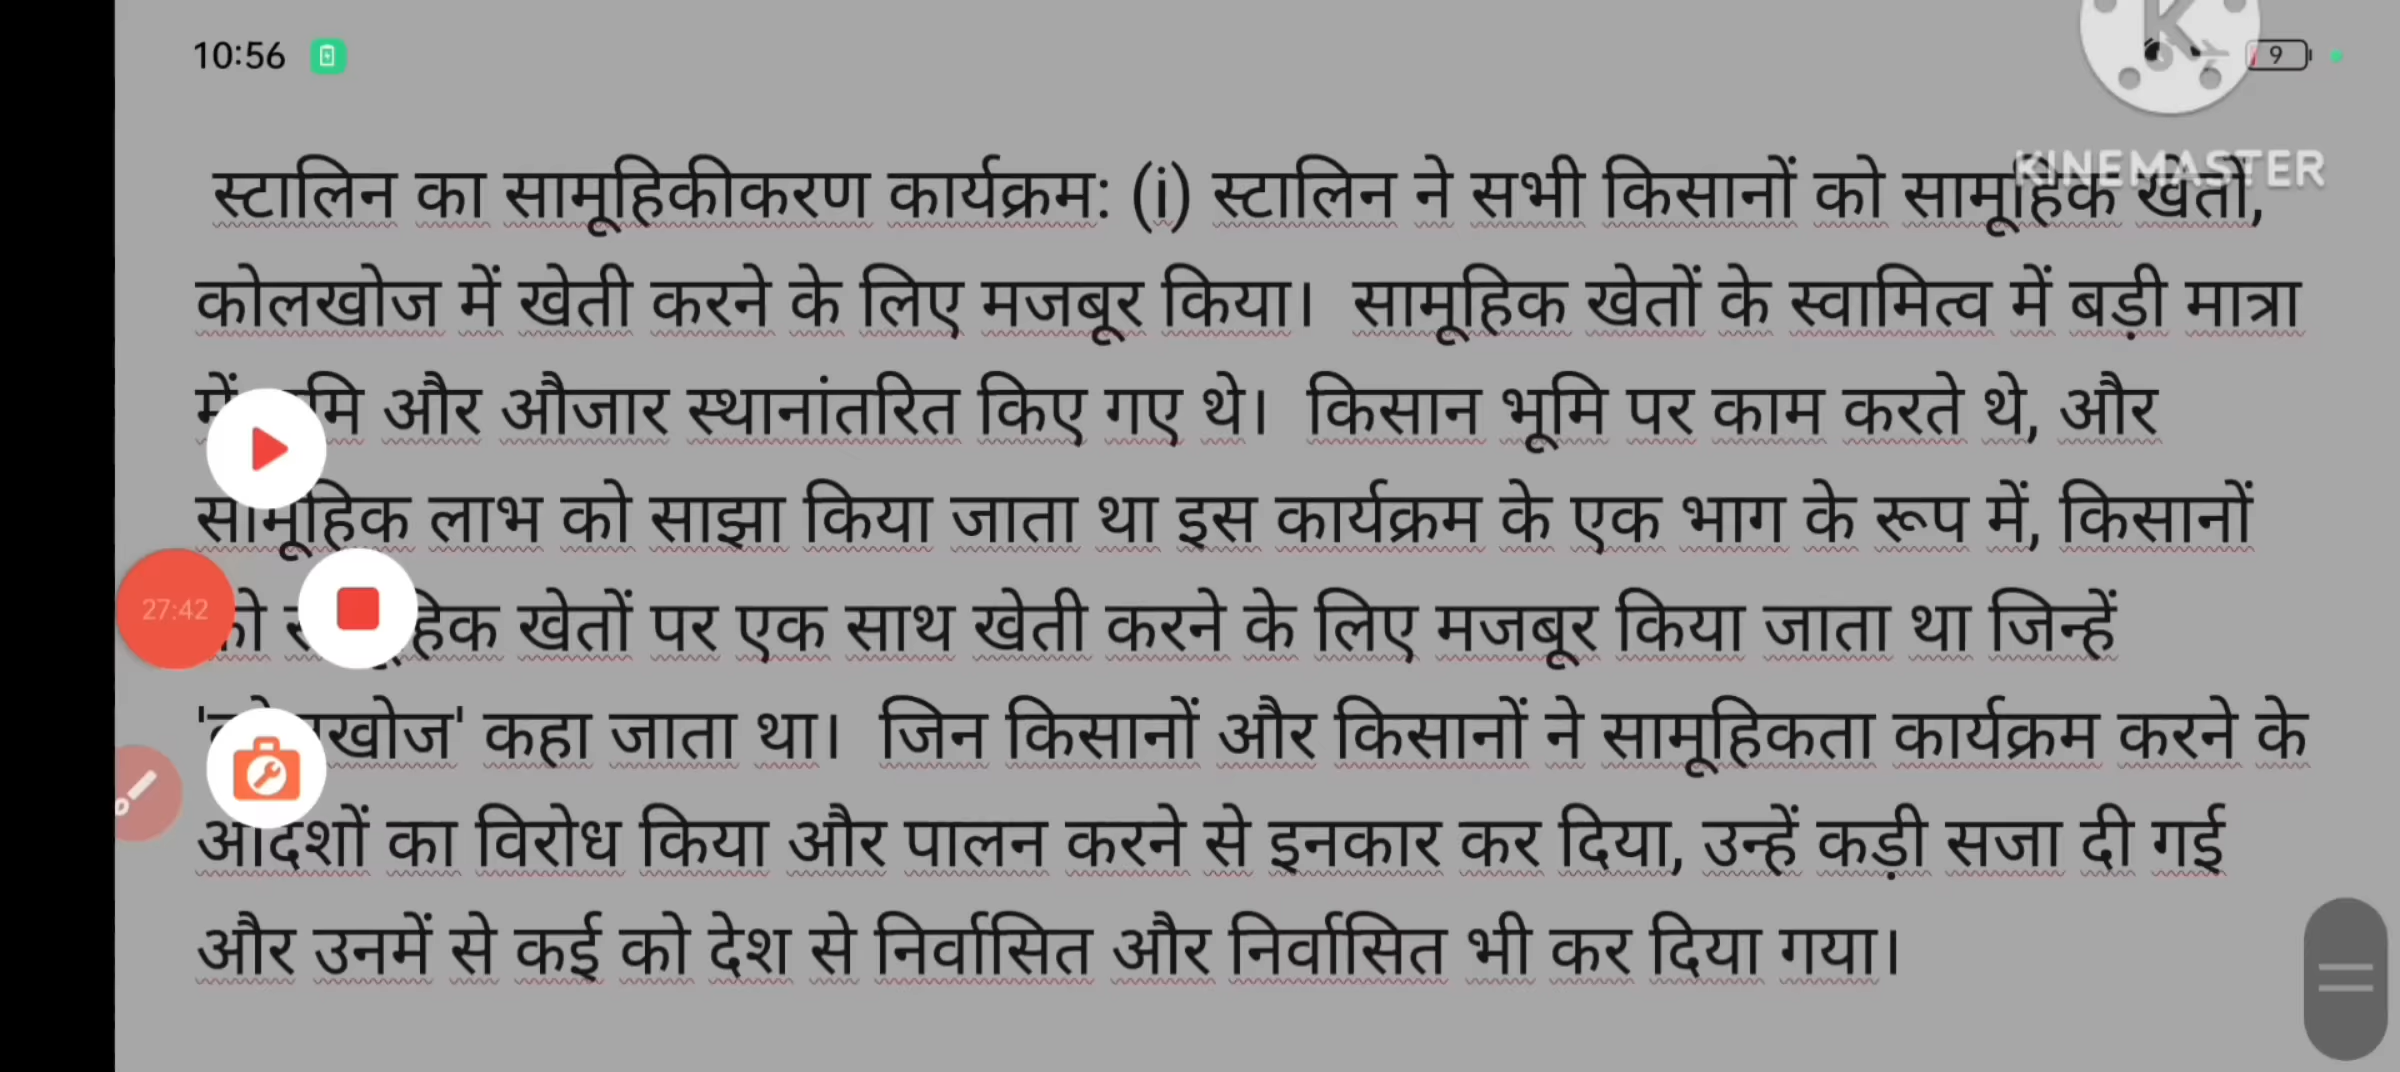 10:56
9
KINEMASTER
स्टालिन का सामूहिकीकरण कार्यक्रम: (i) स्टालिन ने सभी किसानों को सामूहिक खेतों,
कोलखोज में खेती करने के लिए मजबूर किया। सामूहिक खेतों के स्वामित्व में बड़ी मात्रा
में और औजार स्थानांतरित किए गए थे। किसान भूमि पर काम करते थे, और
सामूहिक लाभ को साझा किया जाता था इस कार्यक्रम के एक भाग के रूप में, किसानों
27:42
खेतों पर एक साथ खेती करने के लिए मजबूर किया जाता था जिन्हें
कहा जाता था। जिन किसानों और किसानों ने सामूहिकता कार्यक्रम करने के
आदेशों का विरोध किया और पालन करने से इनकार कर दिया, उन्हें कड़ी सजा दी गई
और उनमें से कई को देश से निर्वासित और निर्वासित भी कर दिया गया।